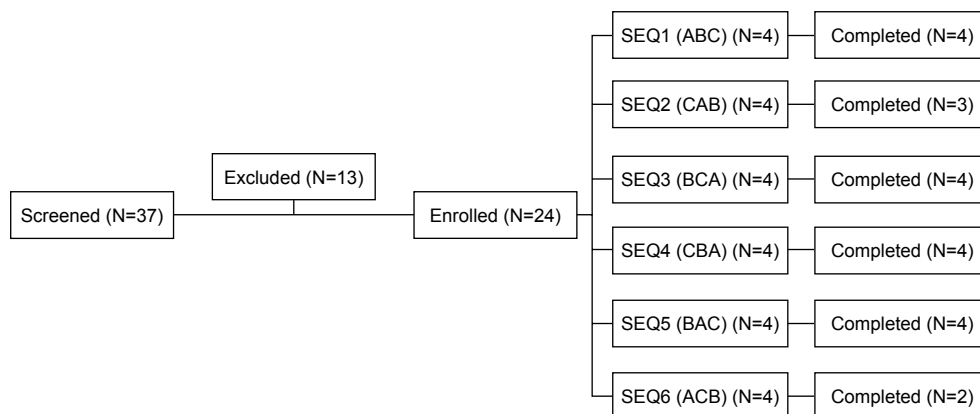 SEQ1 (ABC) (N=4)
Completed (N=4)
SEQ2 (CAB) (N=4)
Completed (N=3)
Excluded (N=13)
SEQ3 (BCA) (N=4)
Completed (N=4)
Screened (N=37)
Enrolled (N=24)
SEQ4 (CBA) (N=4)
Completed (N=4)
SEQ5 (BAC) (N=4)
Completed (N=4)
SEQ6 (ACB) (N=4)
Completed (N=2)